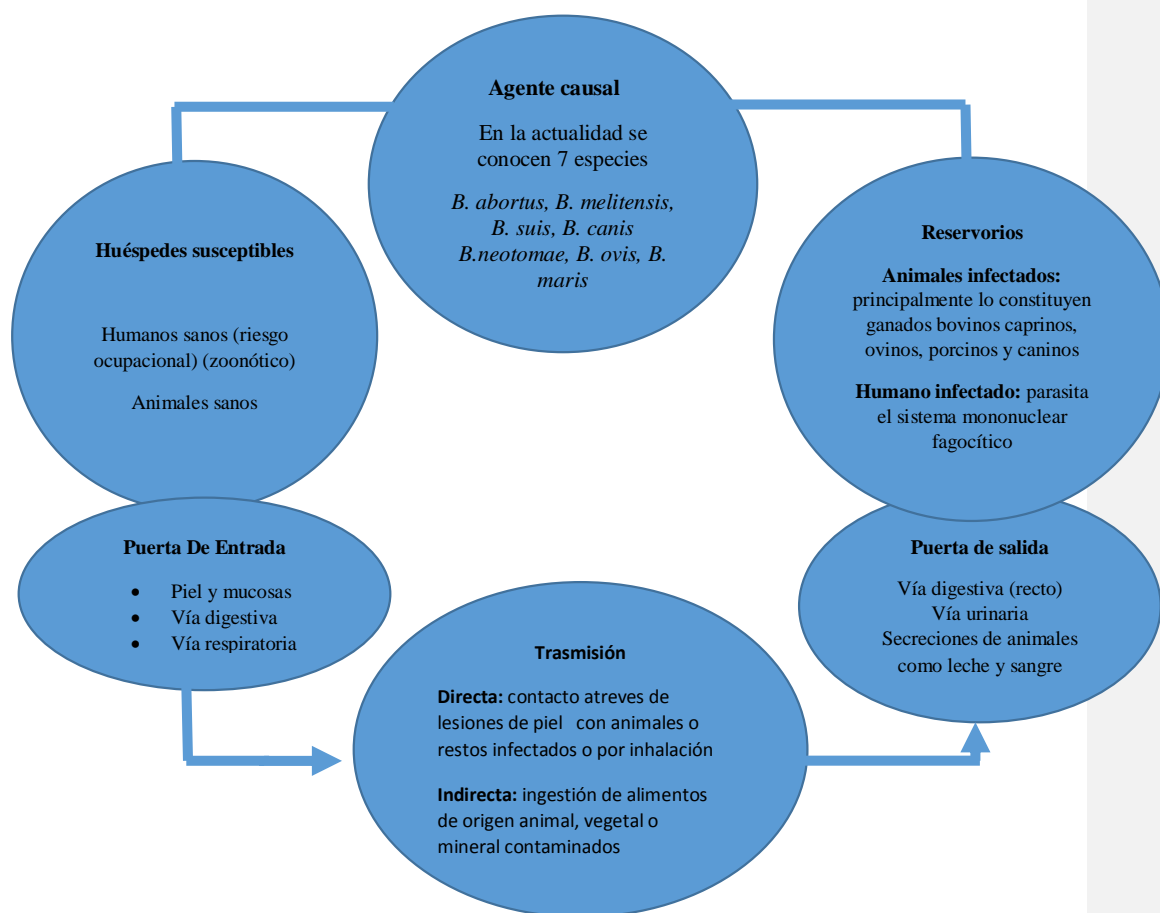 Agente causal
En la actualidad se
conocen 7 especies
B. abortus, B. melitensis,
B. suis, B. canis
B.neotomae, B. ovis, B.
maris
Huéspedes susceptibles
Humanos sanos (riesgo
ocupacional) (zoonótico)
Animales sanos
Reservorios
Animales infectados:
principalmente lo constituyen
ganados bovinos caprinos,
ovinos, porcinos y caninos
Humano infectado: parasita
el sistema mononuclear
fagocítico
Puerta De Entrada
• Piel y mucosas
• Vía digestiva
• Vía respiratoria
Puerta de salida
Vía digestiva (recto)
Vía urinaria
Secreciones de animales
como leche y sangre
Trasmisión
Directa: contacto atreves de
lesiones de piel con animales o
restos infectados o por inhalación
Indirecta: ingestión de alimentos
de origen animal, vegetal o
mineral contaminados